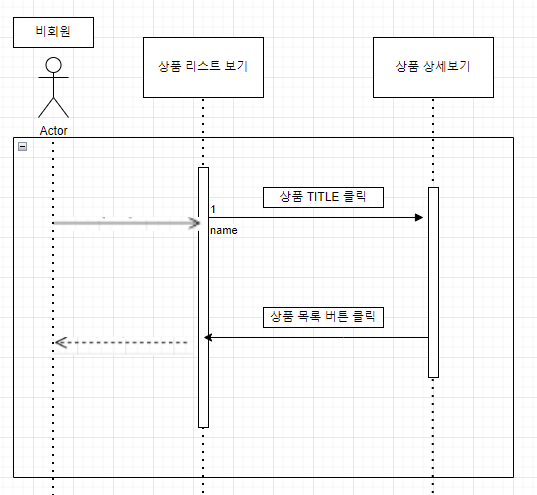 비회원
상품 리스트 보기
상품 상세보기
Actor
상품 TITLE 클릭
1
name
상품 목록 버튼 클릭